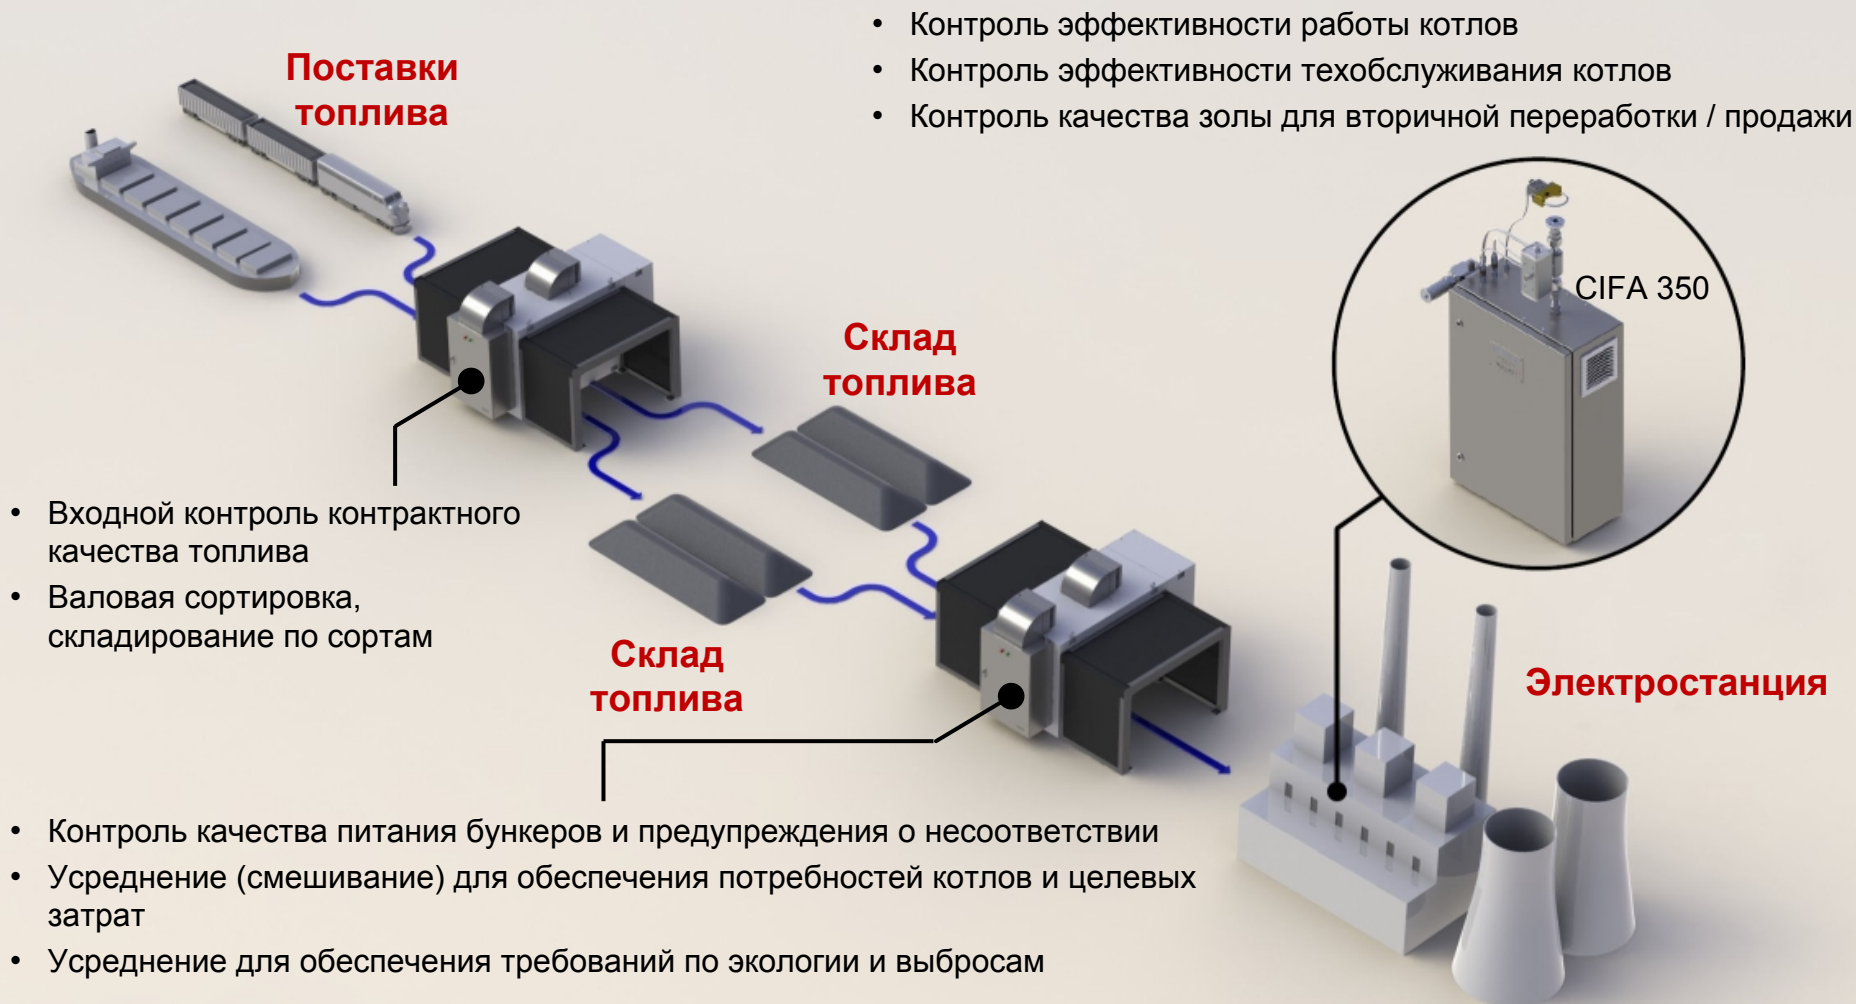 • Контроль эффективности работы котлов
• Контроль эффективности техобслуживания котлов
• Контроль качества золы для вторичной переработки / продажи
Поставки
топлива
CIFA 350
Склад
топлива
• Входной контроль контрактного
качества топлива
• Валовая сортировка,
складирование по сортам
Склад
топлива
Электростанция
• Контроль качества питания бункеров и предупреждения о несоответствии
• Усреднение (смешивание) для обеспечения потребностей котлов и целевых
затрат
• Усреднение для обеспечения требований по экологии и выбросам